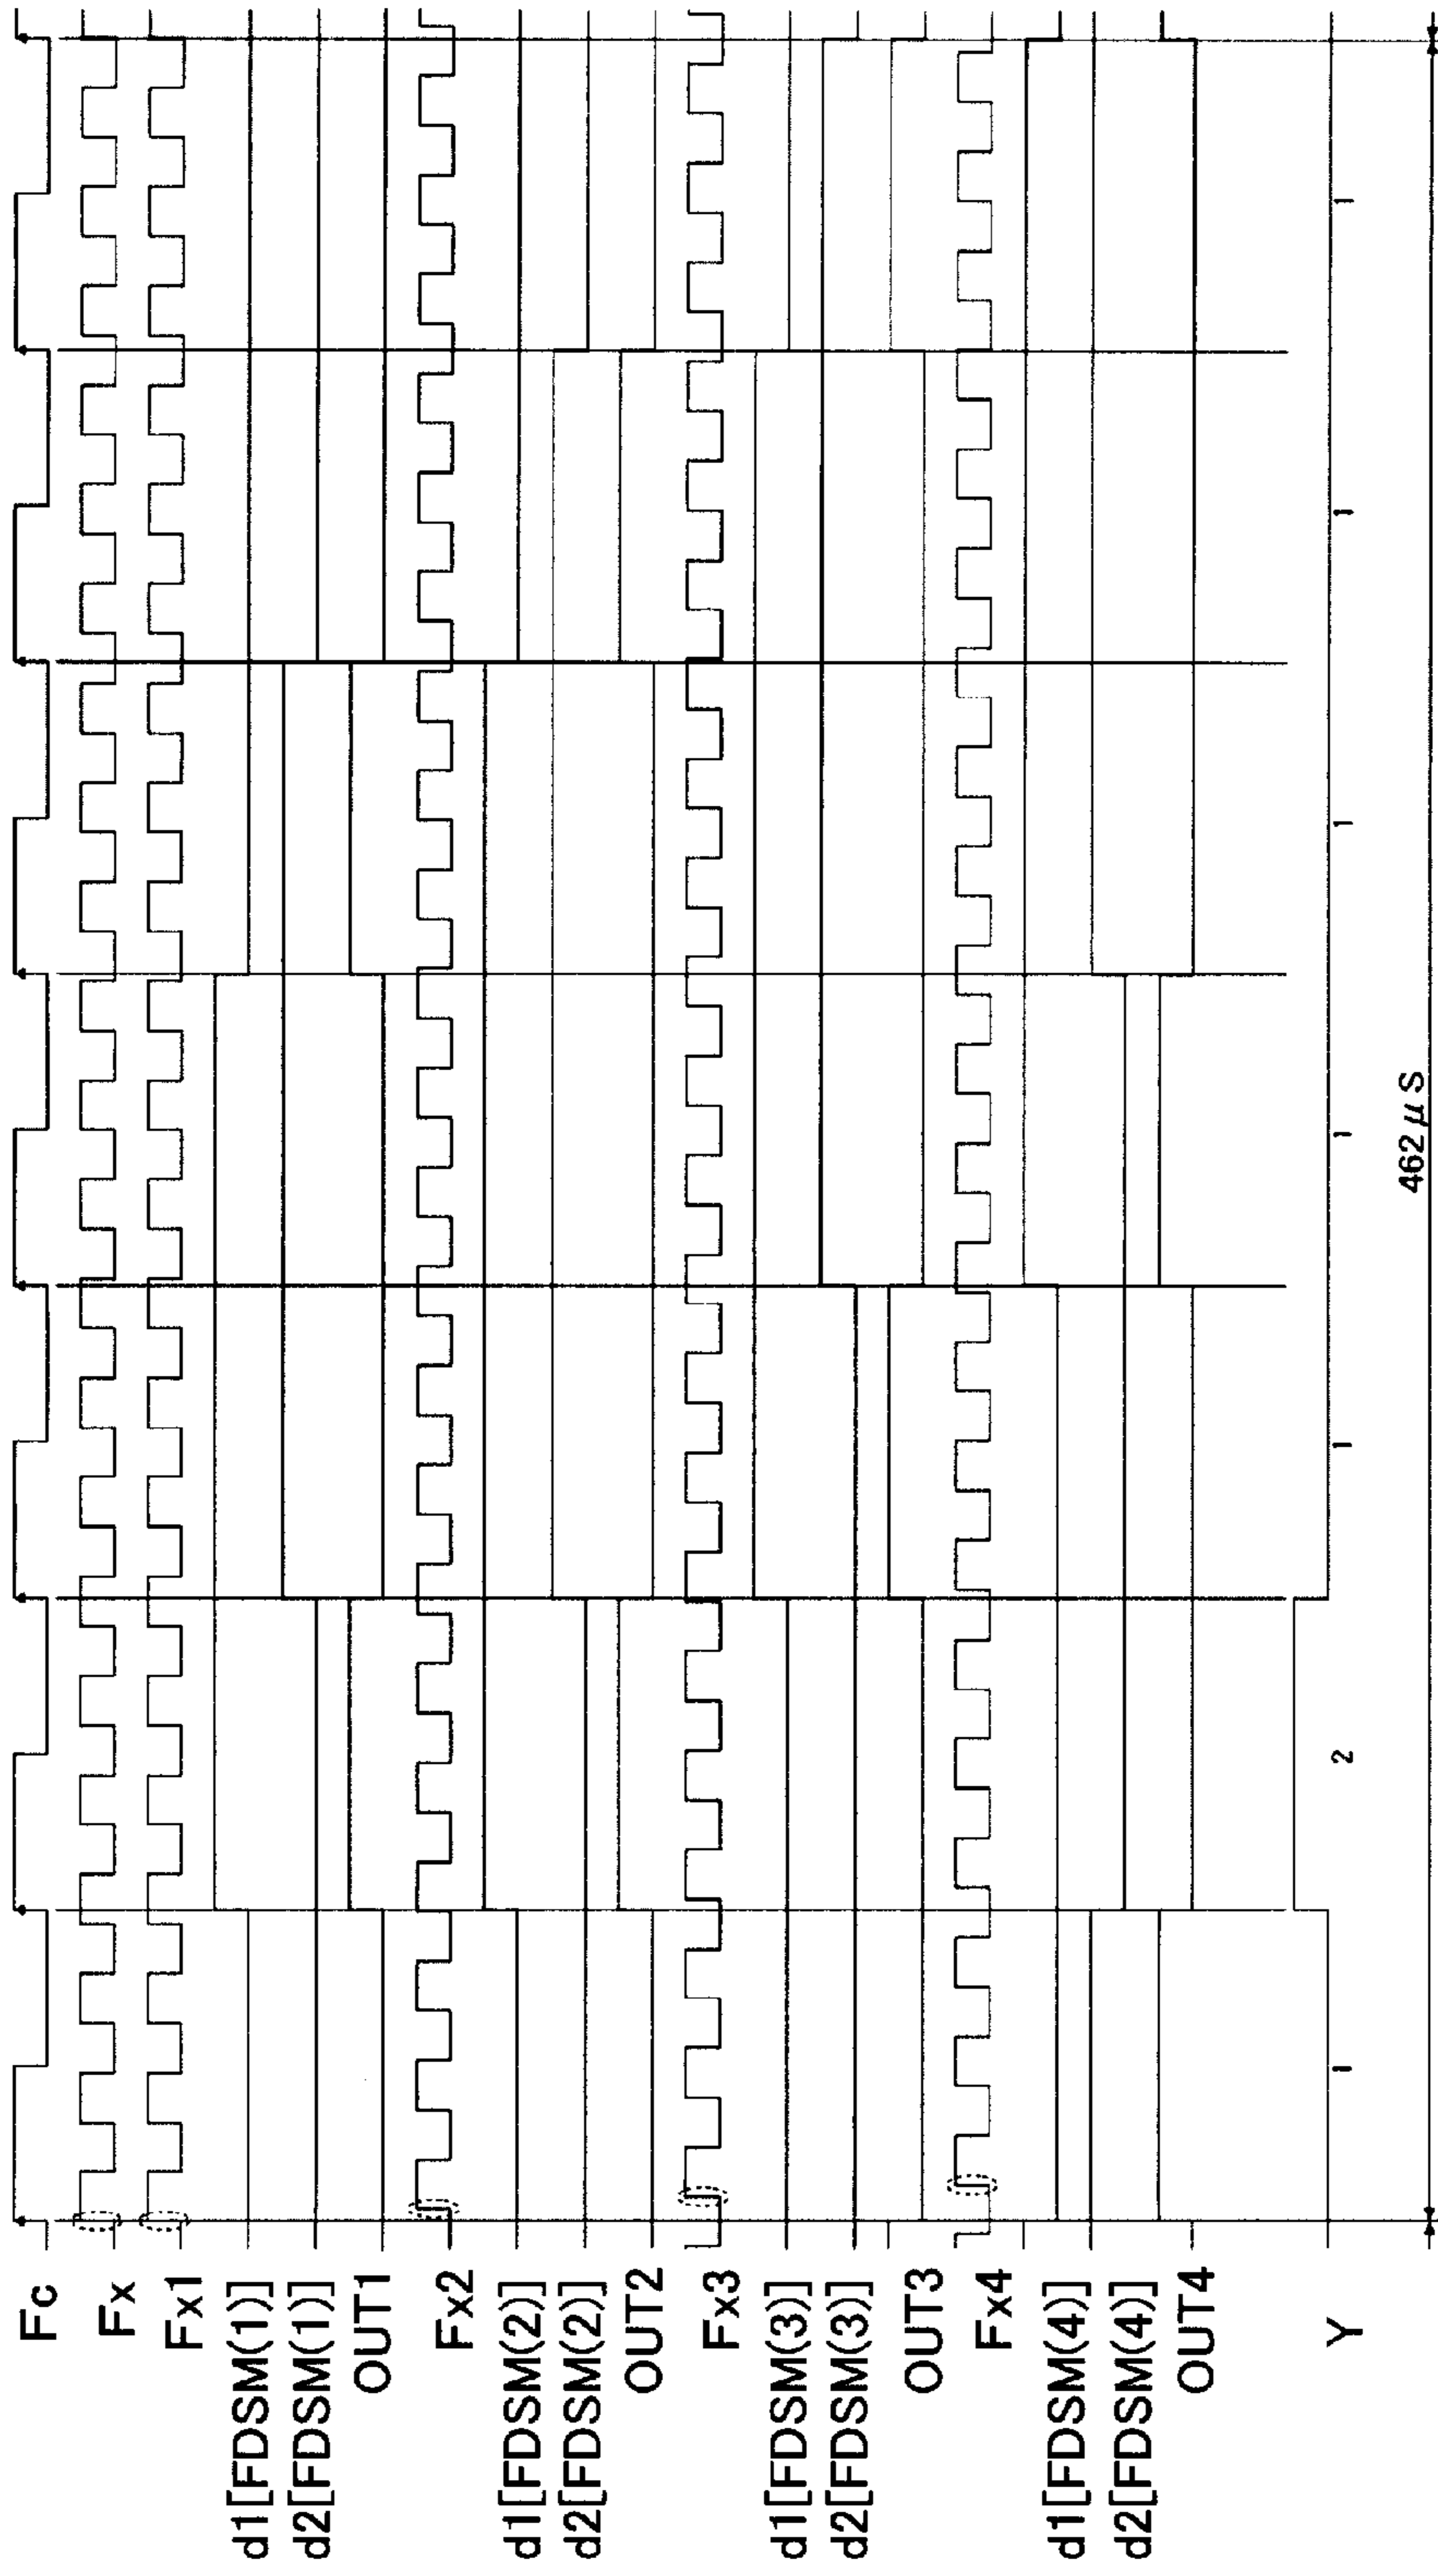 Fc
Fx
Fx1
d1[FDSM(1)]
d2[FDSM(1)]
OUT1
Fx2
d1[FDSM(2)]
d2[FDSM(2)]
OUT2
Fx3
d1[FDSM(3)]
d2[FDSM(3)]
OUT3
Fx4
d1[FDSM(4)]
d2[FDSM(4)]
OUT4
Y 1 2 1 1 1 1 1
462μS